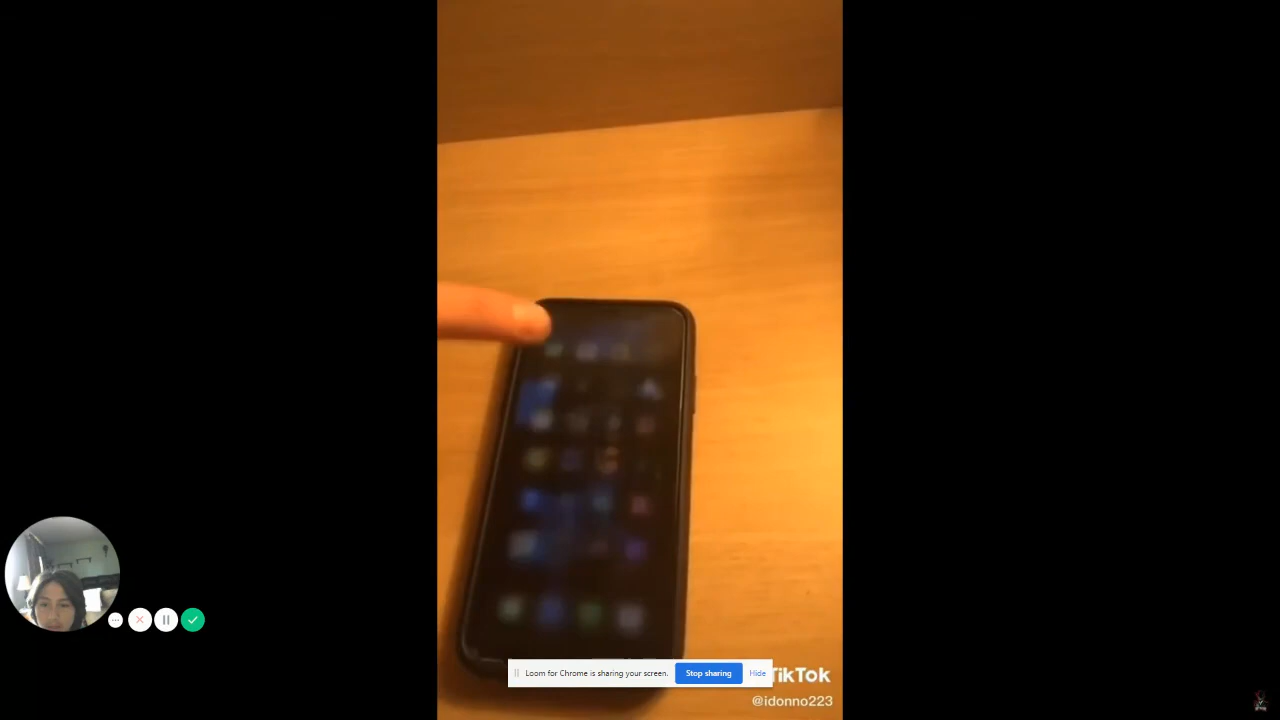 Loom for Chrome is sharing your screen.
Stop sharing
Hide
TikTok
@idonno223